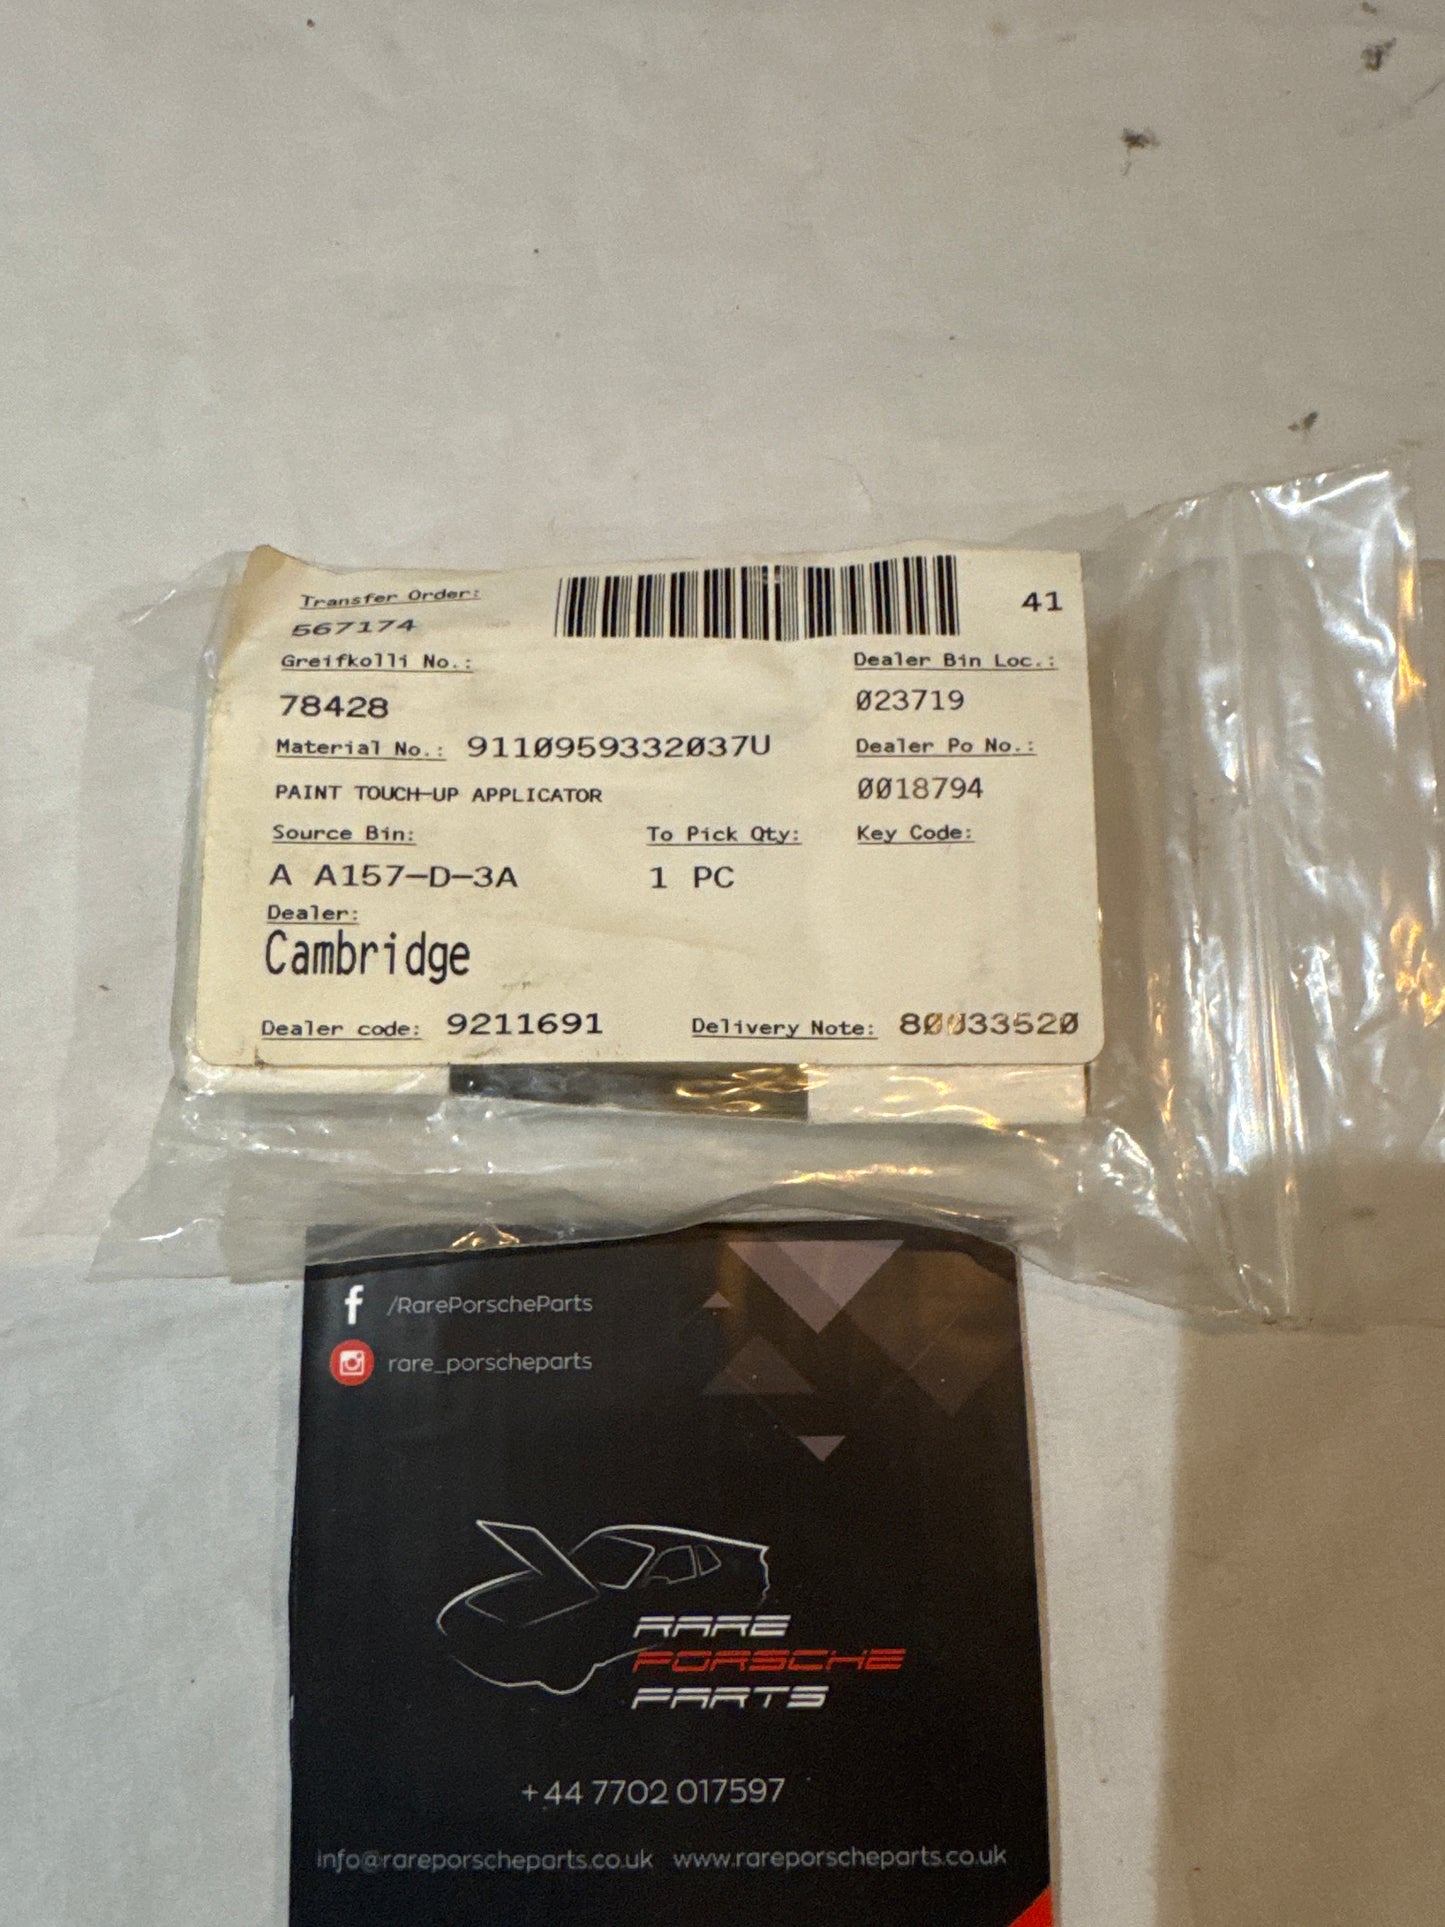 Transfer Order:
567174
41
Greifkolli No.:
Dealer Bin Loc.:
78428
023719
Material No.: 9110959332037U
Dealer Po No.:
PAINT TOUCH-UP APPLICATOR
0018794
Source Bin:
To Pick Qty:
Key Code:
A A157-D-3A
1 PC
Dealer:
Cambridge
Dealer code: 9211691
Delivery Note: 80033520
/RarePorscheParts
rare_porscheparts
RARE
PORSCHE
PARTS
+44 7702 017597
info@rareporscheparts.co.uk www.rareporscheparts.co.uk